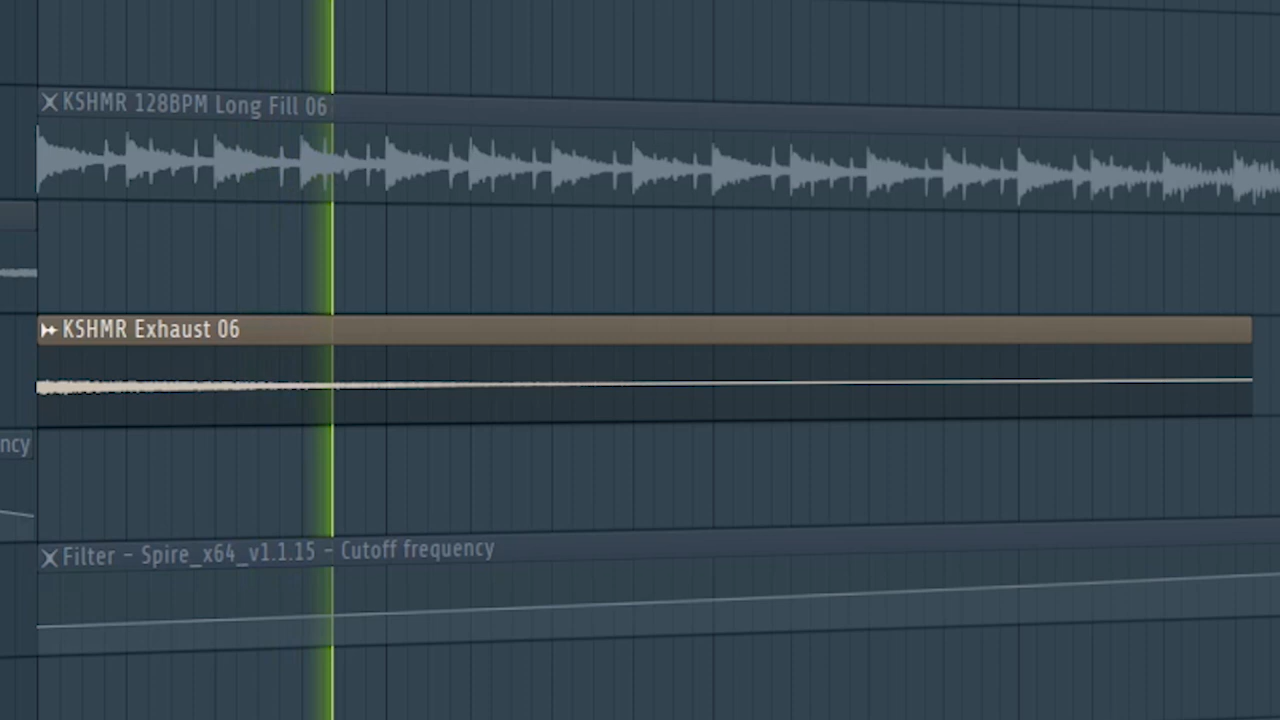 KSHMR 128BPM Long Fill 06
KSHMR Exhaust 06
ncy
Filter - Spire_x64_v1.1.15 - Cutoff frequency